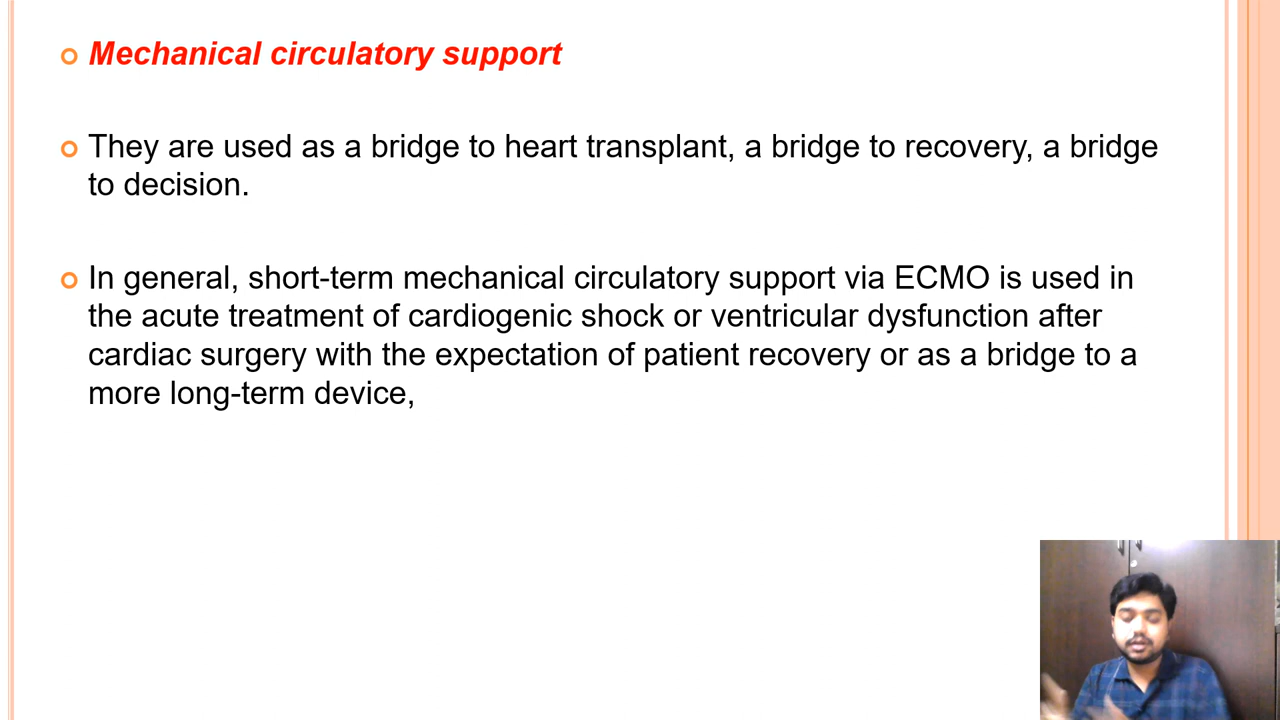 Mechanical circulatory support
They are used as a bridge to heart transplant, a bridge to recovery, a bridge
to decision.
In general, short-term mechanical circulatory support via ECMO is used in
the acute treatment of cardiogenic shock or ventricular dysfunction after
cardiac surgery with the expectation of patient recovery or as a bridge to a
more long-term device,